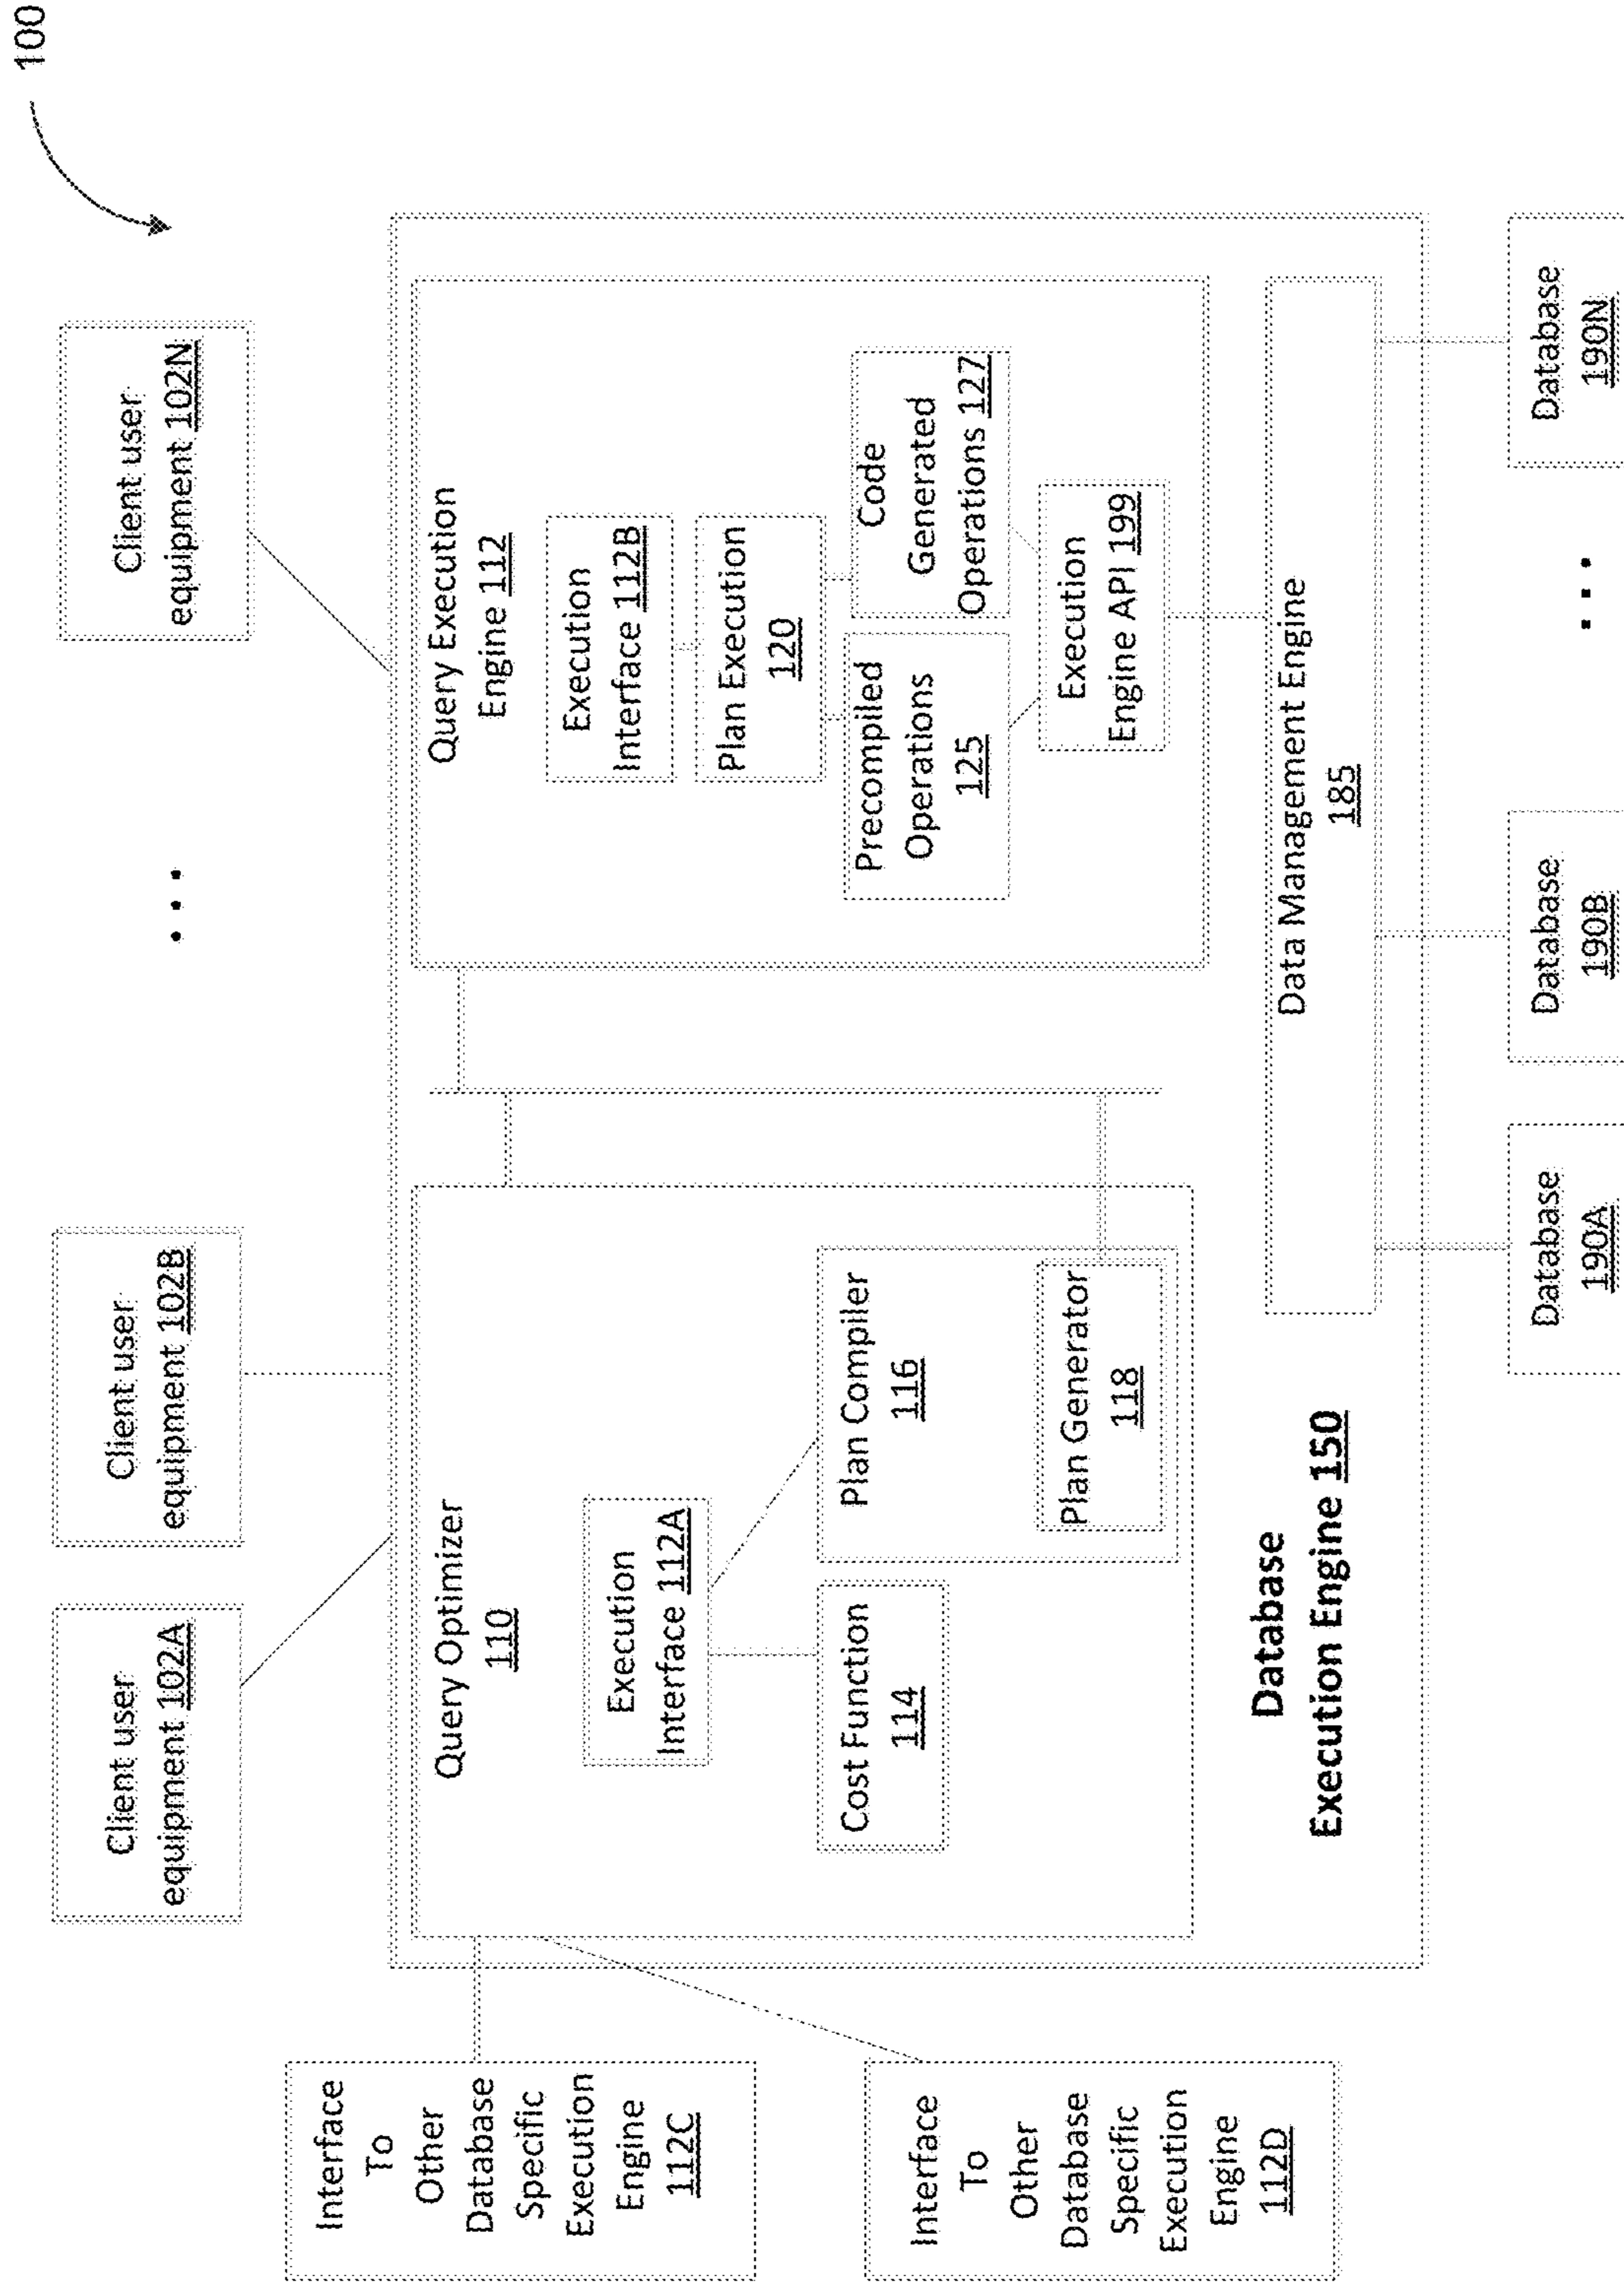 100
Client user
equipment 102A
Client user
equipment 102B
...
Client user
equipment 102N
Interface
To
Other
Database
Specific
Execution
Engine
112C
Interface
To
Other
Database
Specific
Execution
Engine
112D
Query Optimizer
110
Execution
Interface 112A
Cost Function
114
Plan Compiler
116
Plan Generator
118
Query Execution
Engine 112
Execution
Interface 112B
Plan Execution
120
Precompiled
Operations
125
Code
Generated
Operations 127
Execution
Engine API 199
Database
Execution Engine 150
Data Management Engine
185
Database
190A
Database
190B
...
Database
190N